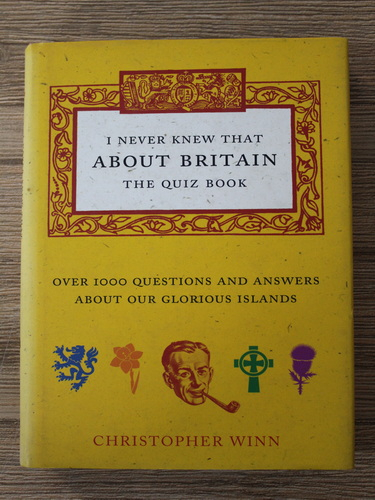 I NEVER KNEW THAT
ABOUT BRITAIN
THE QUIZ BOOK
OVER 1000 QUESTIONS AND ANSWERS
ABOUT OUR GLORIOUS ISLANDS
CHRISTOPHER WINN